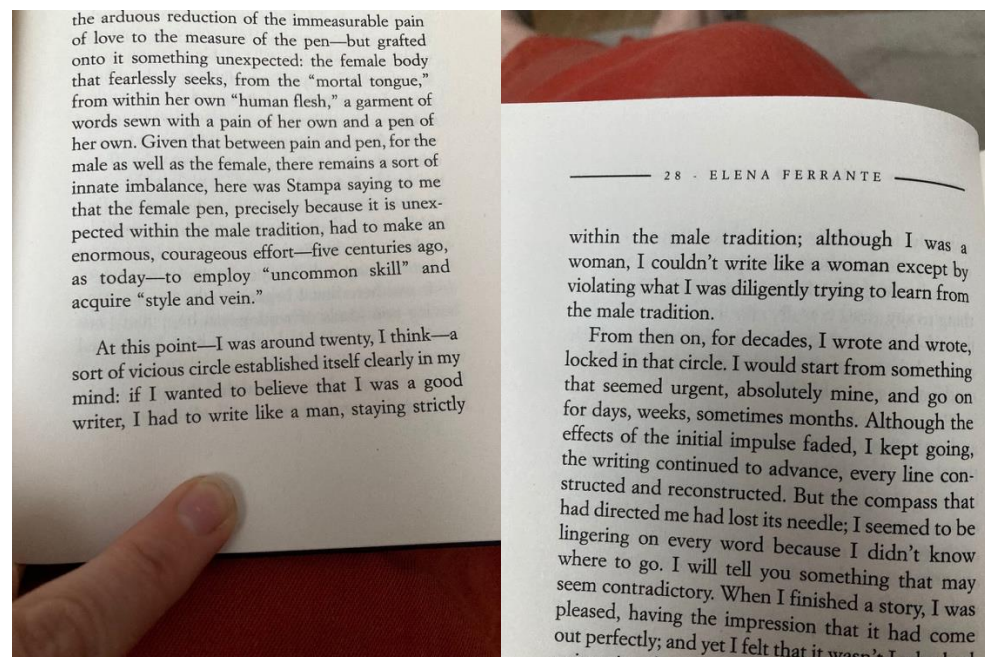 the arduous reduction of the immeasurable pain
of love to the measure of the pen—but grafted
onto it something unexpected: the female body
that fearlessly seeks, from the “mortal tongue,”
from within her own “human flesh,” a garment of
words sewn with a pain of her own and a pen of
her own. Given that between pain and pen, for the
male as well as the female, there remains a sort of
innate imbalance, here was Stampa saying to me
that the female pen, precisely because it is unex-
pected within the male tradition, had to make an
enormous, courageous effort—five centuries ago,
as today—to employ “uncommon skill” and
acquire “style and vein.”
At this point—I was around twenty, I think—a
sort of vicious circle established itself clearly in my
mind: if I wanted to believe that I was a good
writer, I had to write like a man, staying strictly
28 · ELENA FERRANTE
within the male tradition; although I was a
woman, I couldn’t write like a woman except by
violating what I was diligently trying to learn from
the male tradition.
From then on, for decades, I wrote and wrote,
locked in that circle. I would start from something
that seemed urgent, absolutely mine, and go on
for days, weeks, sometimes months. Although the
effects of the initial impulse faded, I kept going,
the writing continued to advance, every line con-
structed and reconstructed. But the compass that
had directed me had lost its needle; I seemed to be
lingering on every word because I didn’t know
where to go. I will tell you something that may
seem contradictory. When I finished a story, I was
pleased, having the impression that it had come
out perfectly; and yet I felt that it wasn’t I